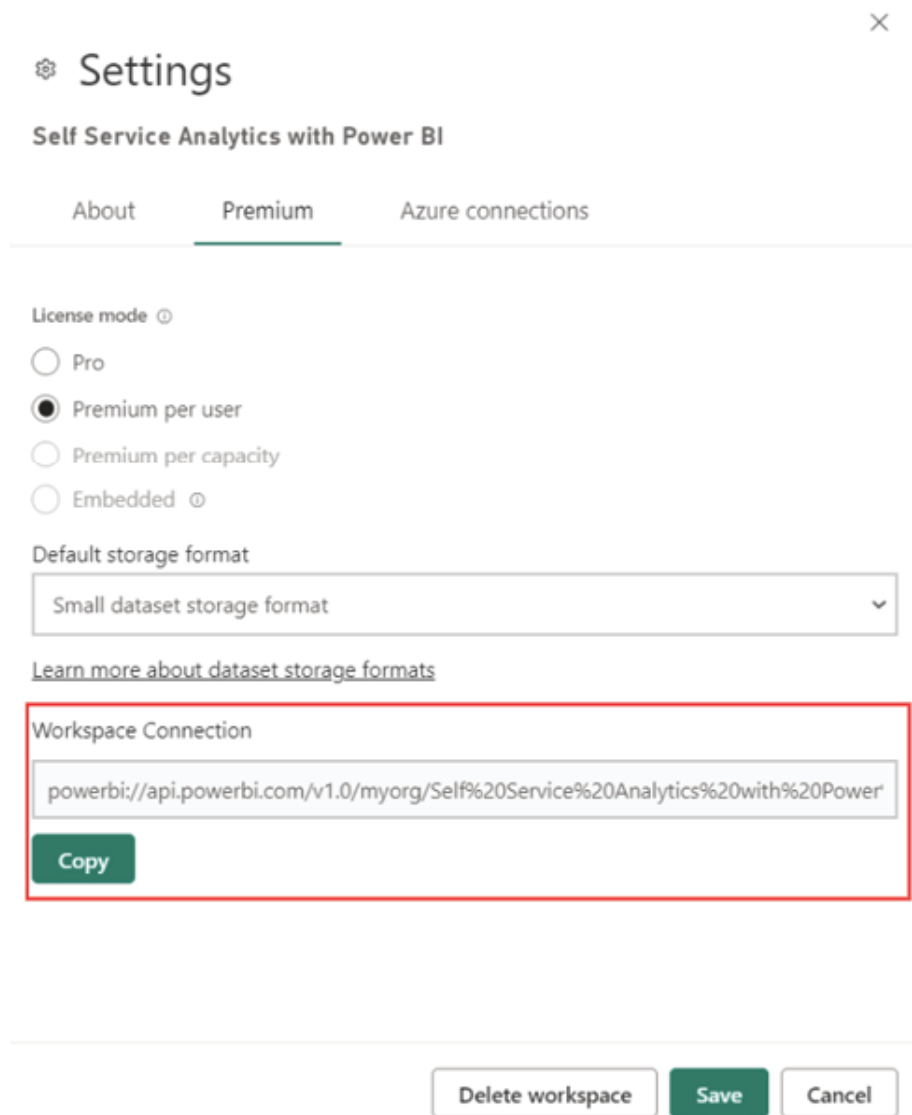 Settings
Self Service Analytics with Power BI
About Premium Azure connections
License mode
Pro
Premium per user
Premium per capacity
Embedded
Default storage format
Small dataset storage format
Learn more about dataset storage formats
Workspace Connection
powerbi://api.powerbi.com/v1.0/myorg/Self%20Service%20Analytics%20with%20Power
Copy
Delete workspace Save Cancel